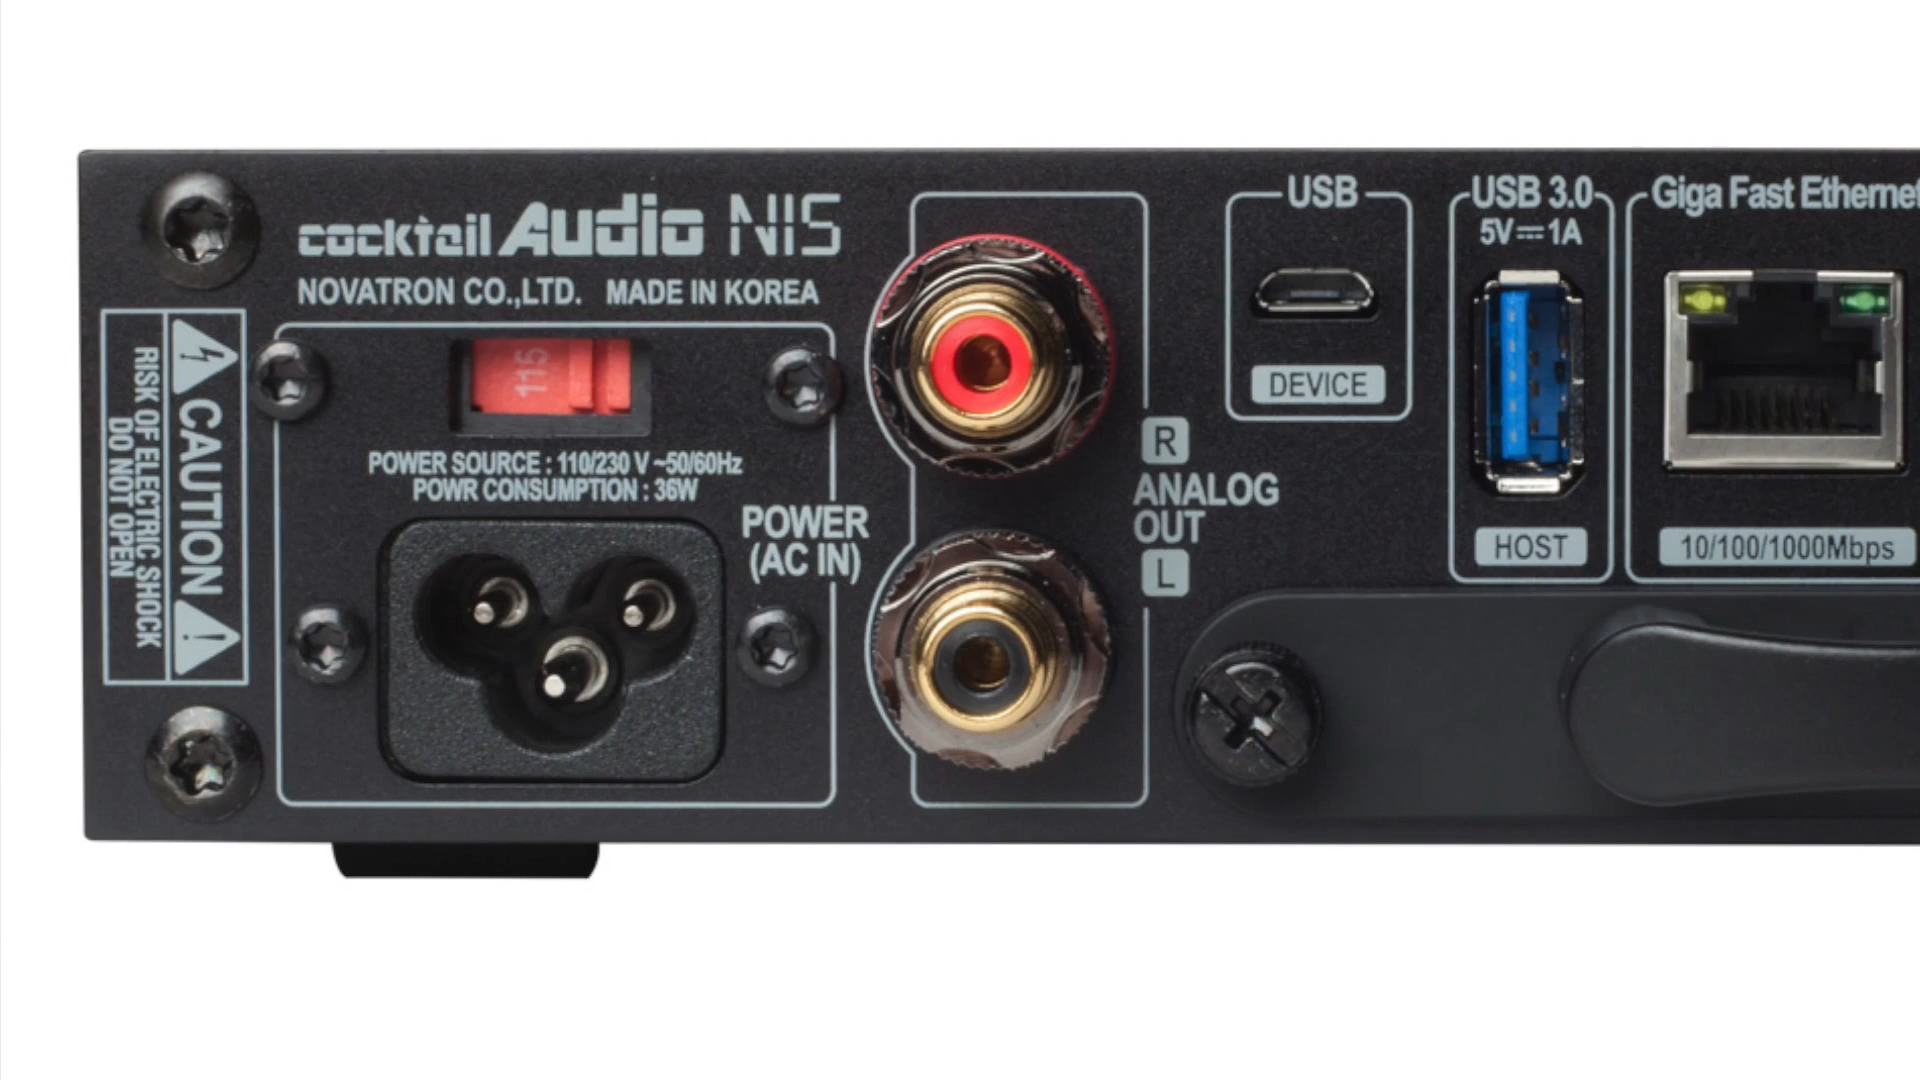 cocktail Audio N15
NOVATRON CO.,LTD. MADE IN KOREA
CAUTION
RISK OF ELECTRIC SHOCK
DO NOT OPEN
115
POWER SOURCE : 110/230 V ~50/60Hz
POWR CONSUMPTION : 36W
POWER
(AC IN)
R
ANALOG
OUT
L
USB
DEVICE
USB 3.0
5V⎓1A
HOST
Giga Fast Ethernet
10/100/1000Mbps